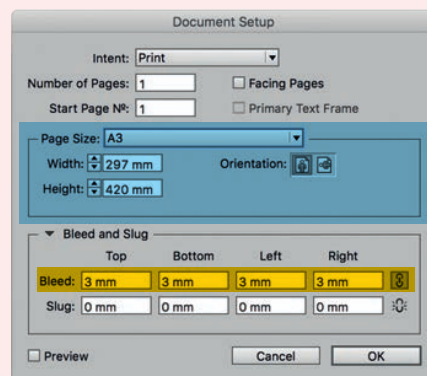 Document Setup
Intent: Print
Number of Pages: 1 Facing Pages
Start Page №: 1 Primary Text Frame
Page Size: A3
Width: 297 mm Orientation:
Height: 420 mm
Bleed and Slug
Top Bottom Left Right
Bleed: 3 mm 3 mm 3 mm 3 mm
Slug: 0 mm 0 mm 0 mm 0 mm
Preview Cancel OK